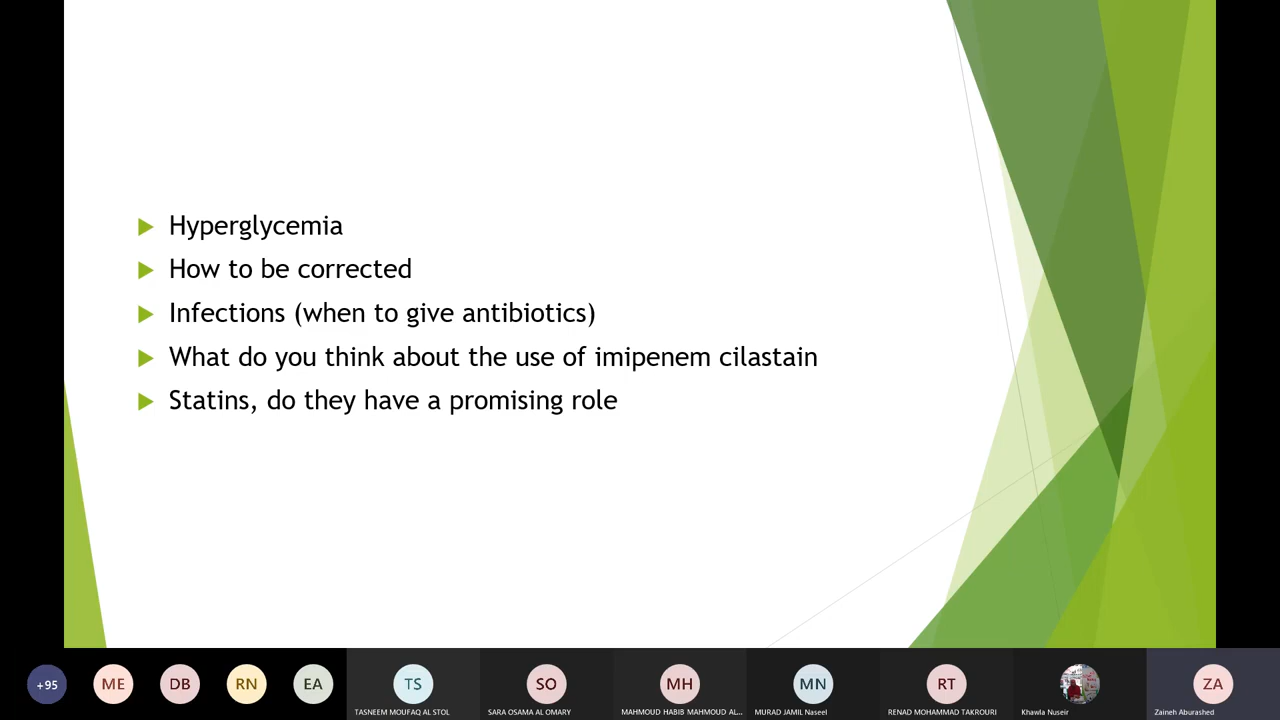 Hyperglycemia
How to be corrected
Infections (when to give antibiotics)
What do you think about the use of imipenem cilastain
Statins, do they have a promising role
+95
ME
DB
RN
EA
TS
SO
MH
MN
RT
ZA
TASNEEM MOUFAQ AL STOL
SARA OSAMA AL OMARY
MAHMOUD HABIB MAHMOUD AL...
MURAD JAMIL Naseel
RENAD MOHAMMAD TAKROURI
Khawla Nuseir
Zaineh Aburashed